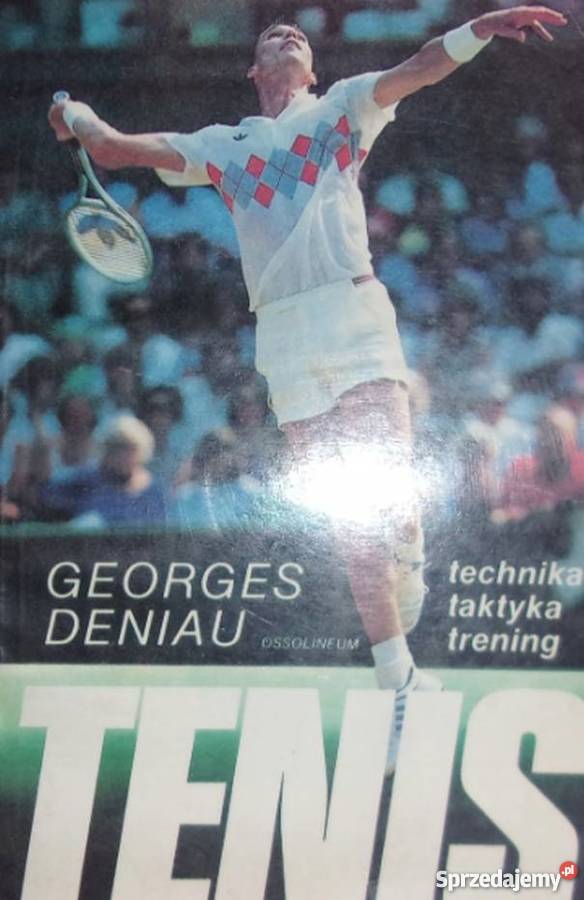 GEORGES
DENIAU
OSSOLINEUM
technika
taktyka
trening
TENIS
Sprzedajemy.pl